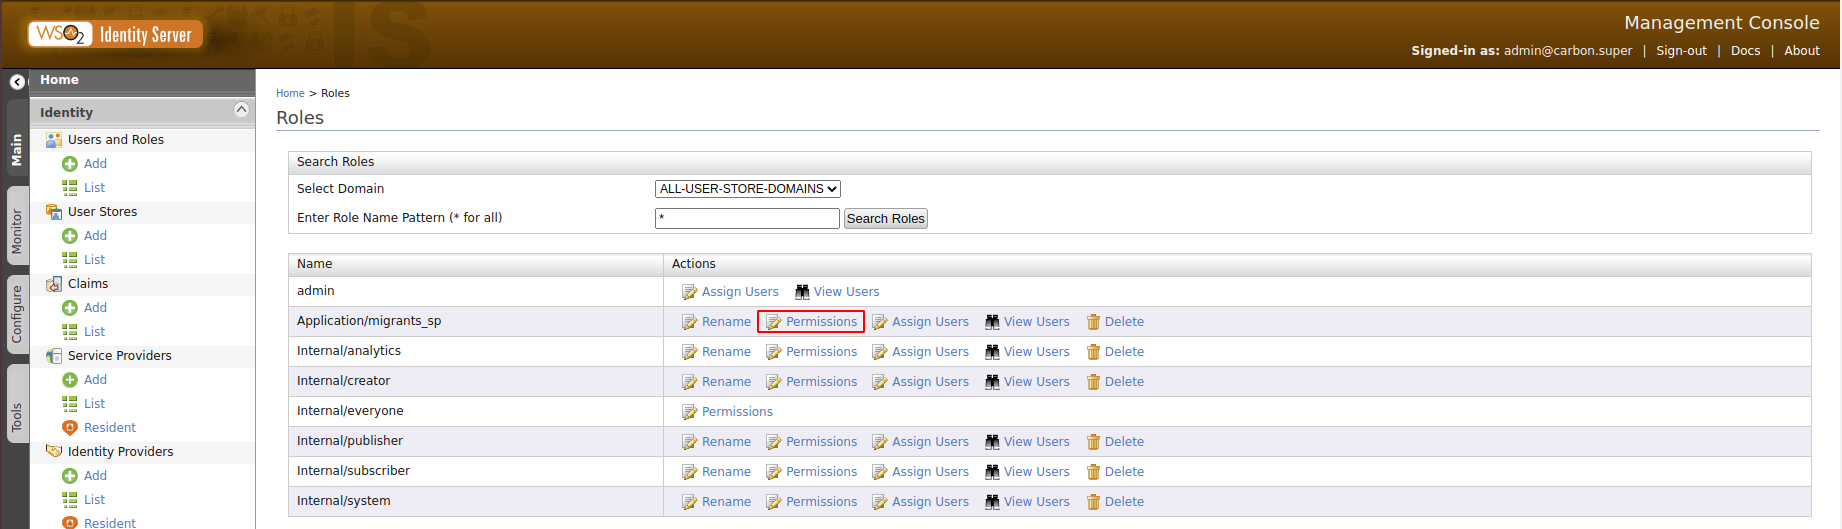 WSO2 Identity Server
Management Console
Signed-in as: admin@carbon.super | Sign-out | Docs | About
Main
Monitor
Configure
Tools
Home
Identity
Users and Roles
Add
List
User Stores
Add
List
Claims
Add
List
Service Providers
Add
List
Resident
Identity Providers
Add
List
Resident
Home > Roles
Roles
Search Roles
Select Domain ALL-USER-STORE-DOMAINS
Enter Role Name Pattern (* for all) * Search Roles
Name Actions
admin Assign Users View Users
Application/migrants_sp Rename Permissions Assign Users View Users Delete
Internal/analytics Rename Permissions Assign Users View Users Delete
Internal/creator Rename Permissions Assign Users View Users Delete
Internal/everyone Permissions
Internal/publisher Rename Permissions Assign Users View Users Delete
Internal/subscriber Rename Permissions Assign Users View Users Delete
Internal/system Rename Permissions Assign Users View Users Delete